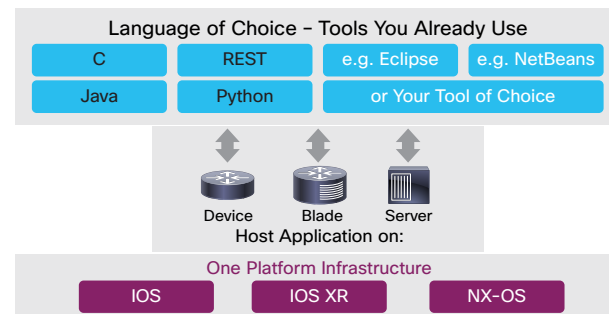 Language of Choice – Tools You Already Use
C REST e.g. Eclipse e.g. NetBeans
Java Python or Your Tool of Choice
Device Blade Server
Host Application on:
One Platform Infrastructure
IOS IOS XR NX-OS